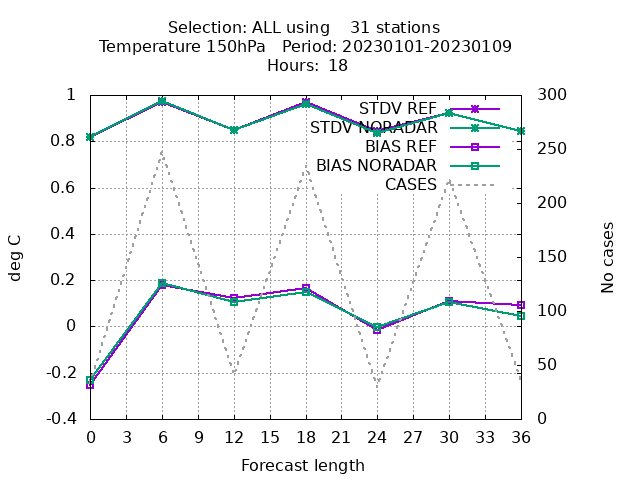 Selection: ALL using    31 stations
Temperature 150hPa   Period: 20230101-20230109
Hours:  18
1
0.8
0.6
0.4
0.2
0
-0.2
-0.4
deg C
STDV REF
STDV NORADAR
BIAS REF
BIAS NORADAR
CASES
300
250
200
150
100
50
0
No cases
0 3 6 9 12 15 18 21 24 27 30 33 36
Forecast length